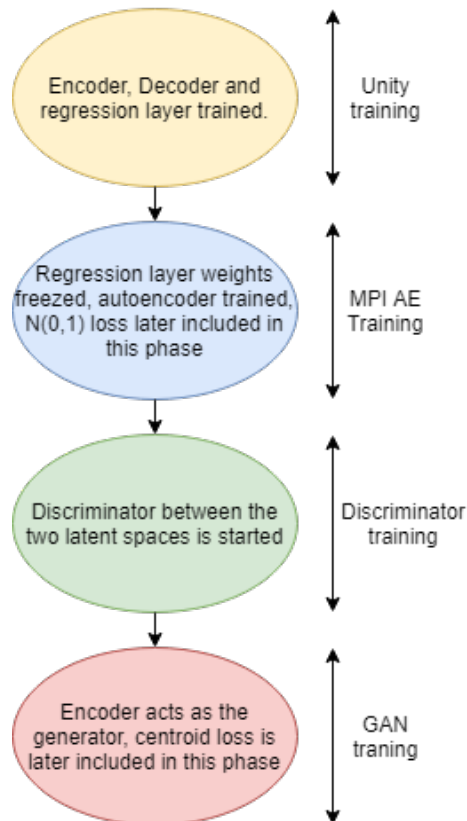 Encoder, Decoder and
regression layer trained.
Unity
training
Regression layer weights
freezed, autoencoder trained,
N(0,1) loss later included in
this phase
MPI AE
Training
Discriminator between the
two latent spaces is started
Discriminator
training
Encoder acts as the
generator, centroid loss is
later included in this phase
GAN
traning